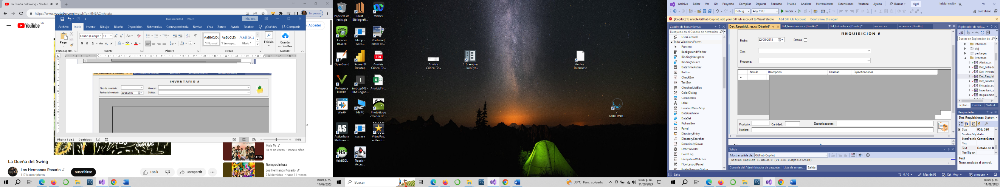 La Dueña del Swing - YouTu
https://www.youtube.com/watch?v=HN6ACmknaiw
En pausa
YouTube MX
Acceder
Documento1 - Word
Inic. ses.
Archivo Inicio Insertar Dibujar Diseño Disposición Referencias Correspondencia Revisar Vista Zotero Ayuda Terabox ¿Qué des Compartir
Pegar
Calibri (Cuerpo 11
N K S abc
AaBbCcDc AaBbCcDc AaBbCc
¶ Normal ¶ Sin espa... Título 1
Edición
Guardar en TeraBox
Portapapeles Fuente Párrafo Estilos Guardar
Det_Inventarios.cs [Diseño]*
INVENTARIO #
Tipo de Inventario: Almacen:
Fecha de Inventario: 22/08/2018 Solicito:
Página 1 de 2 0 palabras 116%
SWING
Mala Fe
38 M de vistas • hace 8 años
4:15
Rompecintura
Los Hermanos Rosario
2 M de vistas • hace 11 meses
La Dueña del Swing
Los Hermanos Rosario
117 k suscriptores
Suscribirse
136 k
Compartir
03:49 p. m.
11/09/2023
Papelera de reciclaje
Biblat - Bibliografí...
Webex
Escáner Dr.Web
blimp - Acce...
PhotoPad, editor de...
OpenBoard
Power BI Desktop
PDF
Analisis Critico Te...
Polyspace R2020b
imbccp002 - IBM Cogno...
AnalizizFin...
WinFF
Mi PC
PhotoStage, creador de ...
AS
ActiveState Platform ...
sox.exe
VideoPad, editor d...
HS
HeidiSQL
Traceis - Acces...
Analisis Critico Te...
8. Examples — IronPyt...
Audios Duermase
V. GOBIERNO...
Buscar
30°C Parc. soleado
03:49 p. m.
11/09/2023
Archivo Editar Ver Git Proyecto Compilar Depurar Formato Prueba Analizar Herramientas Extensiones Ventana Ayuda Buscar sigal Iniciar sesión
Debug Any CPU Iniciar Live Share
[Copilot] To enable GitHub Copilot, add your GitHub account to Visual Studio Add GitHub Account Don't show this again
Cuadro de herramientas
Búsqueda en el Cuadro de herramien
UserControl1
Todo Windows Forms
Puntero
BackgroundWorker
BindingNavigator
BindingSource
DateTimePicker
Button
CheckBox
TextBox
CheckedListBox
ColorDialog
ComboBox
Label
ContextMenuStrip
DataGridView
DataSet
PictureBox
Panel
DirectoryEntry
DirectorySearcher
DomainUpDown
ErrorProvider
EventLog
FileSystemWatcher
FlowLayoutPanel
FolderBrowserDialog
Det_Requisici...es.cs [Diseño]* Det_Inventarios.cs [Diseño]* Det_Entradas.cs [Diseño]* acceso.cs acceso.cs [Diseño]
REQUISICION #
Fecha: 22/08/2018 Directa
Clue:
Programa:
Articulo Descripcion Cantidad Especificaciones
Producto: Cantidad: Especificaciones:
Nombre:
Salida
Mostrar salida de: GitHub Copilot
GitHub Copilot 1.106.0.0 (v1.106.0.0@e31c3c510)
Consola del Administrador de paquetes Lista de errores... Salida
Explorador de solu...
Buscar en Explorador de
Informes
obj
packages
Procesos
Alertas.cs
Det_Entrada
Det_Inventa
Det_Requisi
Det_Salidas.
Entradas.cs
Inventario.c
Requisicion
Explor... Cambi... Vista d...
Propiedades
Det_Requisiciones System
Size 956, 580
SizeGripSty Auto
StartPositic CenterScree
Tag
Text Detalle de R
ToolTip en
Text
Texto asociado al control.
Listo 0 / 0 Más de 99 Cat_Moy almacen
03:49 p. m.
11/09/2023